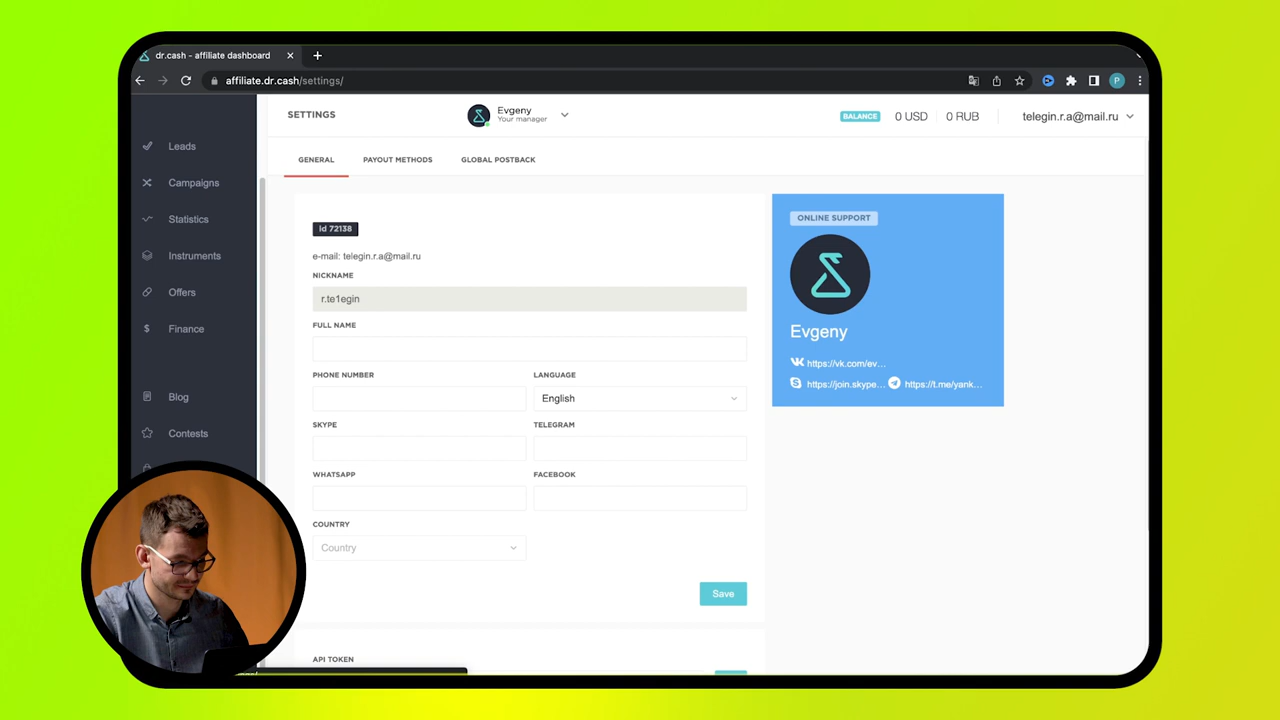 dr.cash - affiliate dashboard
affiliate.dr.cash/settings/
P
SETTINGS
Evgeny
Your manager
BALANCE
0 USD
0 RUB
telegin.r.a@mail.ru
Leads
Campaigns
Statistics
Instruments
Offers
Finance
Blog
Contests
GENERAL
PAYOUT METHODS
GLOBAL POSTBACK
Id 72138
e-mail: telegin.r.a@mail.ru
NICKNAME
r.te1egin
FULL NAME
PHONE NUMBER
LANGUAGE
English
SKYPE
TELEGRAM
WHATSAPP
FACEBOOK
COUNTRY
Country
Save
API TOKEN
ONLINE SUPPORT
Evgeny
https://vk.com/ev...
https://join.skype...
https://t.me/yank...